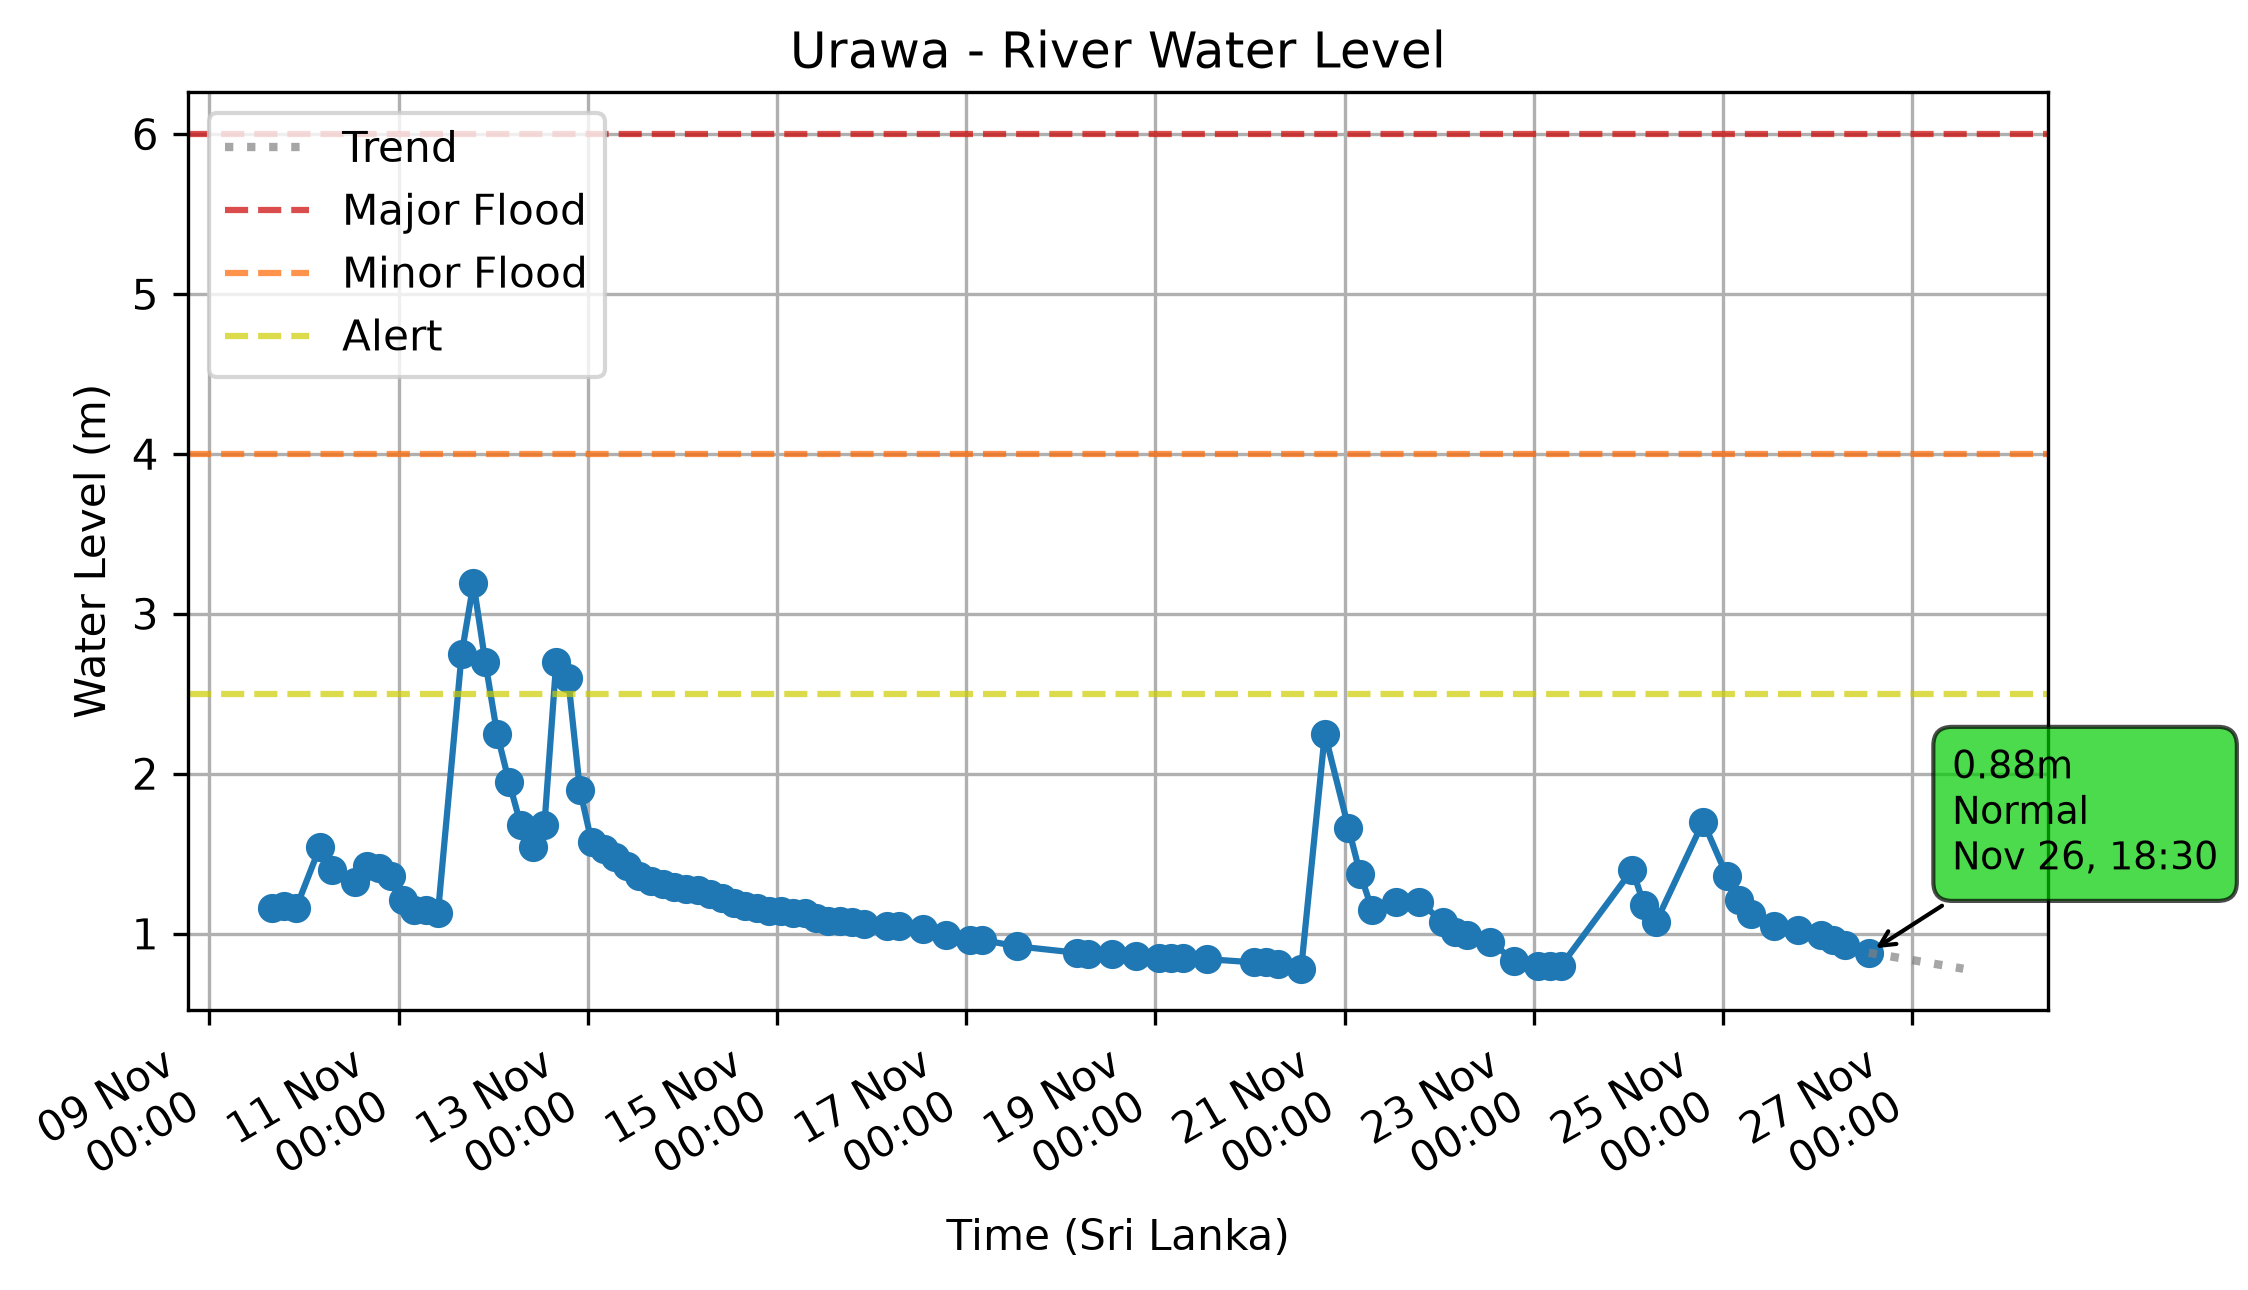 Urawa - River Water Level
Trend
Major Flood
Minor Flood
Alert
6
5
4
3
2
1
Water Level (m)
0.88m
Normal
Nov 26, 18:30
09 Nov
00:00
11 Nov
00:00
13 Nov
00:00
15 Nov
00:00
17 Nov
00:00
19 Nov
00:00
21 Nov
00:00
23 Nov
00:00
25 Nov
00:00
27 Nov
00:00
Time (Sri Lanka)